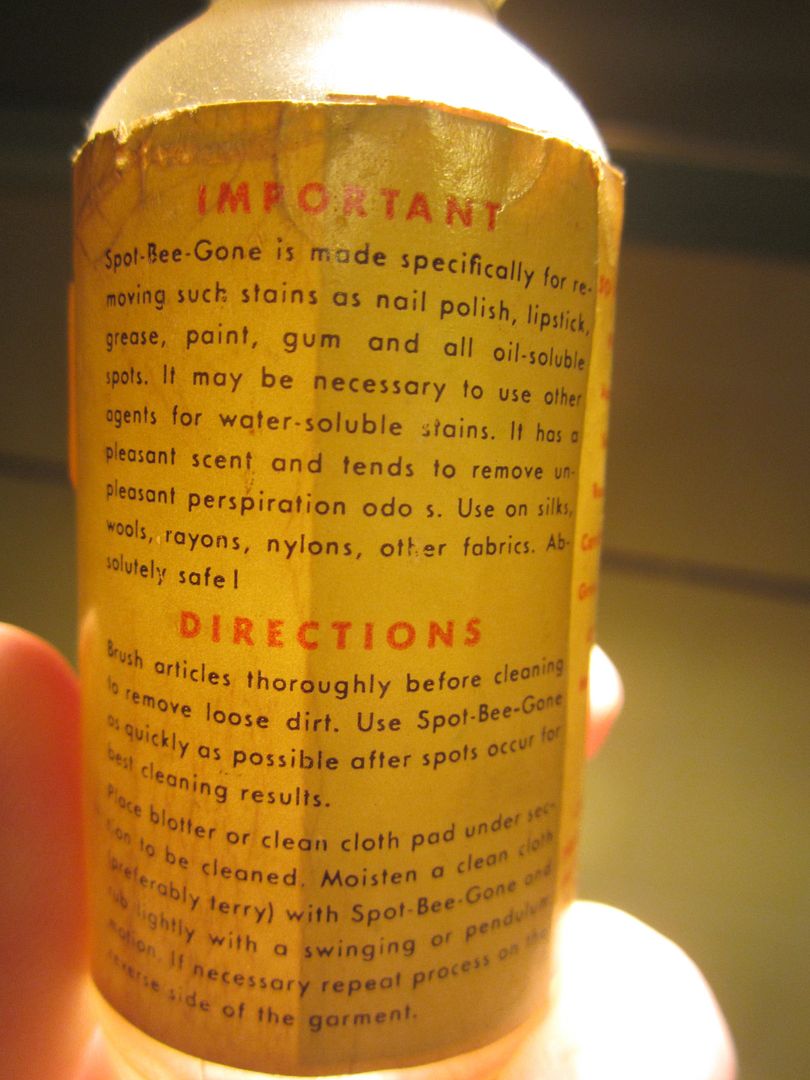 IMPORTANT
Spot-Bee-Gone is made specifically for re-
moving such stains as nail polish, lipstick,
grease, paint, gum and all oil-soluble
spots. It may be necessary to use other
agents for water-soluble stains. It has a
pleasant scent and tends to remove un-
pleasant perspiration odo s. Use on silks,
wools, rayons, nylons, other fabrics. Ab-
solutely safe!
DIRECTIONS
Brush articles thoroughly before cleaning
to remove loose dirt. Use Spot-Bee-Gone
as quickly as possible after spots occur for
best cleaning results.
Place blotter or clean cloth pad under sec-
tion to be cleaned. Moisten a clean cloth
(preferably terry) with Spot-Bee-Gone and
rub lightly with a swinging or pendulum
motion. If necessary repeat process on the
reverse side of the garment.